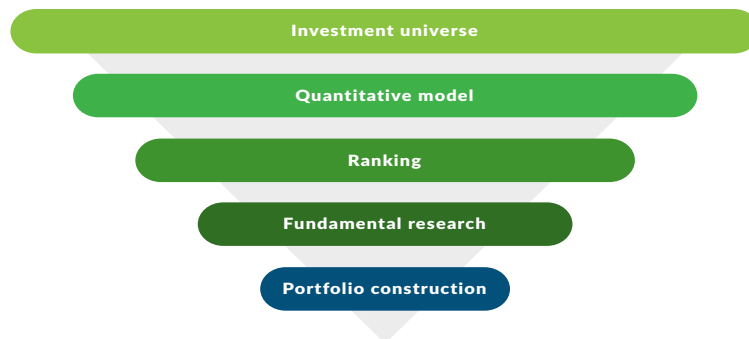 Investment universe
Quantitative model
Ranking
Fundamental research
Portfolio construction